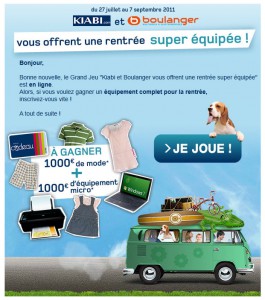 du 27 juillet au 7 septembre 2011
KIABI.com et b boulanger
vous offrent une rentrée super équipée !
Bonjour,
Bonne nouvelle, le Grand Jeu "Kiabi et Boulanger vous offrent une rentrée super équipée"
est en ligne.
Alors, si vous voulez gagner un équipement complet pour la rentrée,
inscrivez-vous vite !
A tout de suite !
cadeau
À GAGNER
1000€
de mode*
+
1000€
d'équipement
micro*
Windows 7
> JE JOUE !